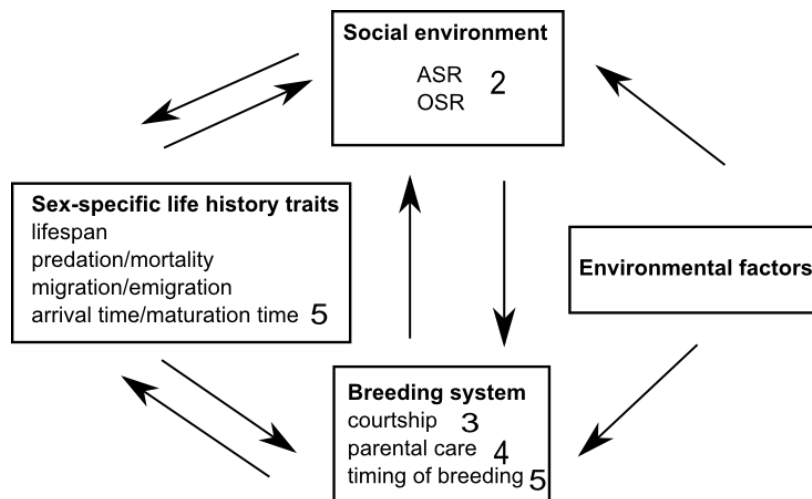 Social environment
ASR 2
OSR
Sex-specific life history traits
lifespan
predation/mortality
migration/emigration
arrival time/maturation time 5
Environmental factors
Breeding system
courtship 3
parental care 4
timing of breeding 5